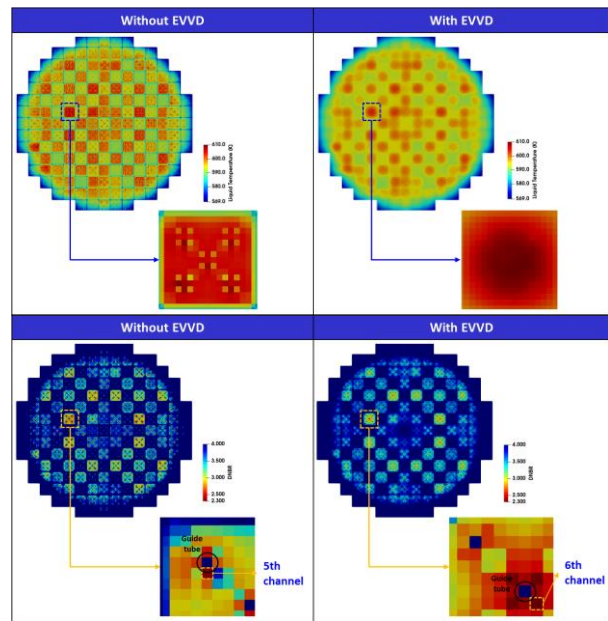 Without EVVD
With EVVD
610.0
600.0
590.0
580.0
569.0
Liquid Temperature (K)
610.0
600.0
590.0
580.0
569.0
Liquid Temperature (K)
Without EVVD
With EVVD
4.000
3.500
3.000
2.500
2.300
DNBR
4.000
3.500
3.000
2.500
2.300
DNBR
Guide
tube
5th
channel
Guide
tube
6th
channel